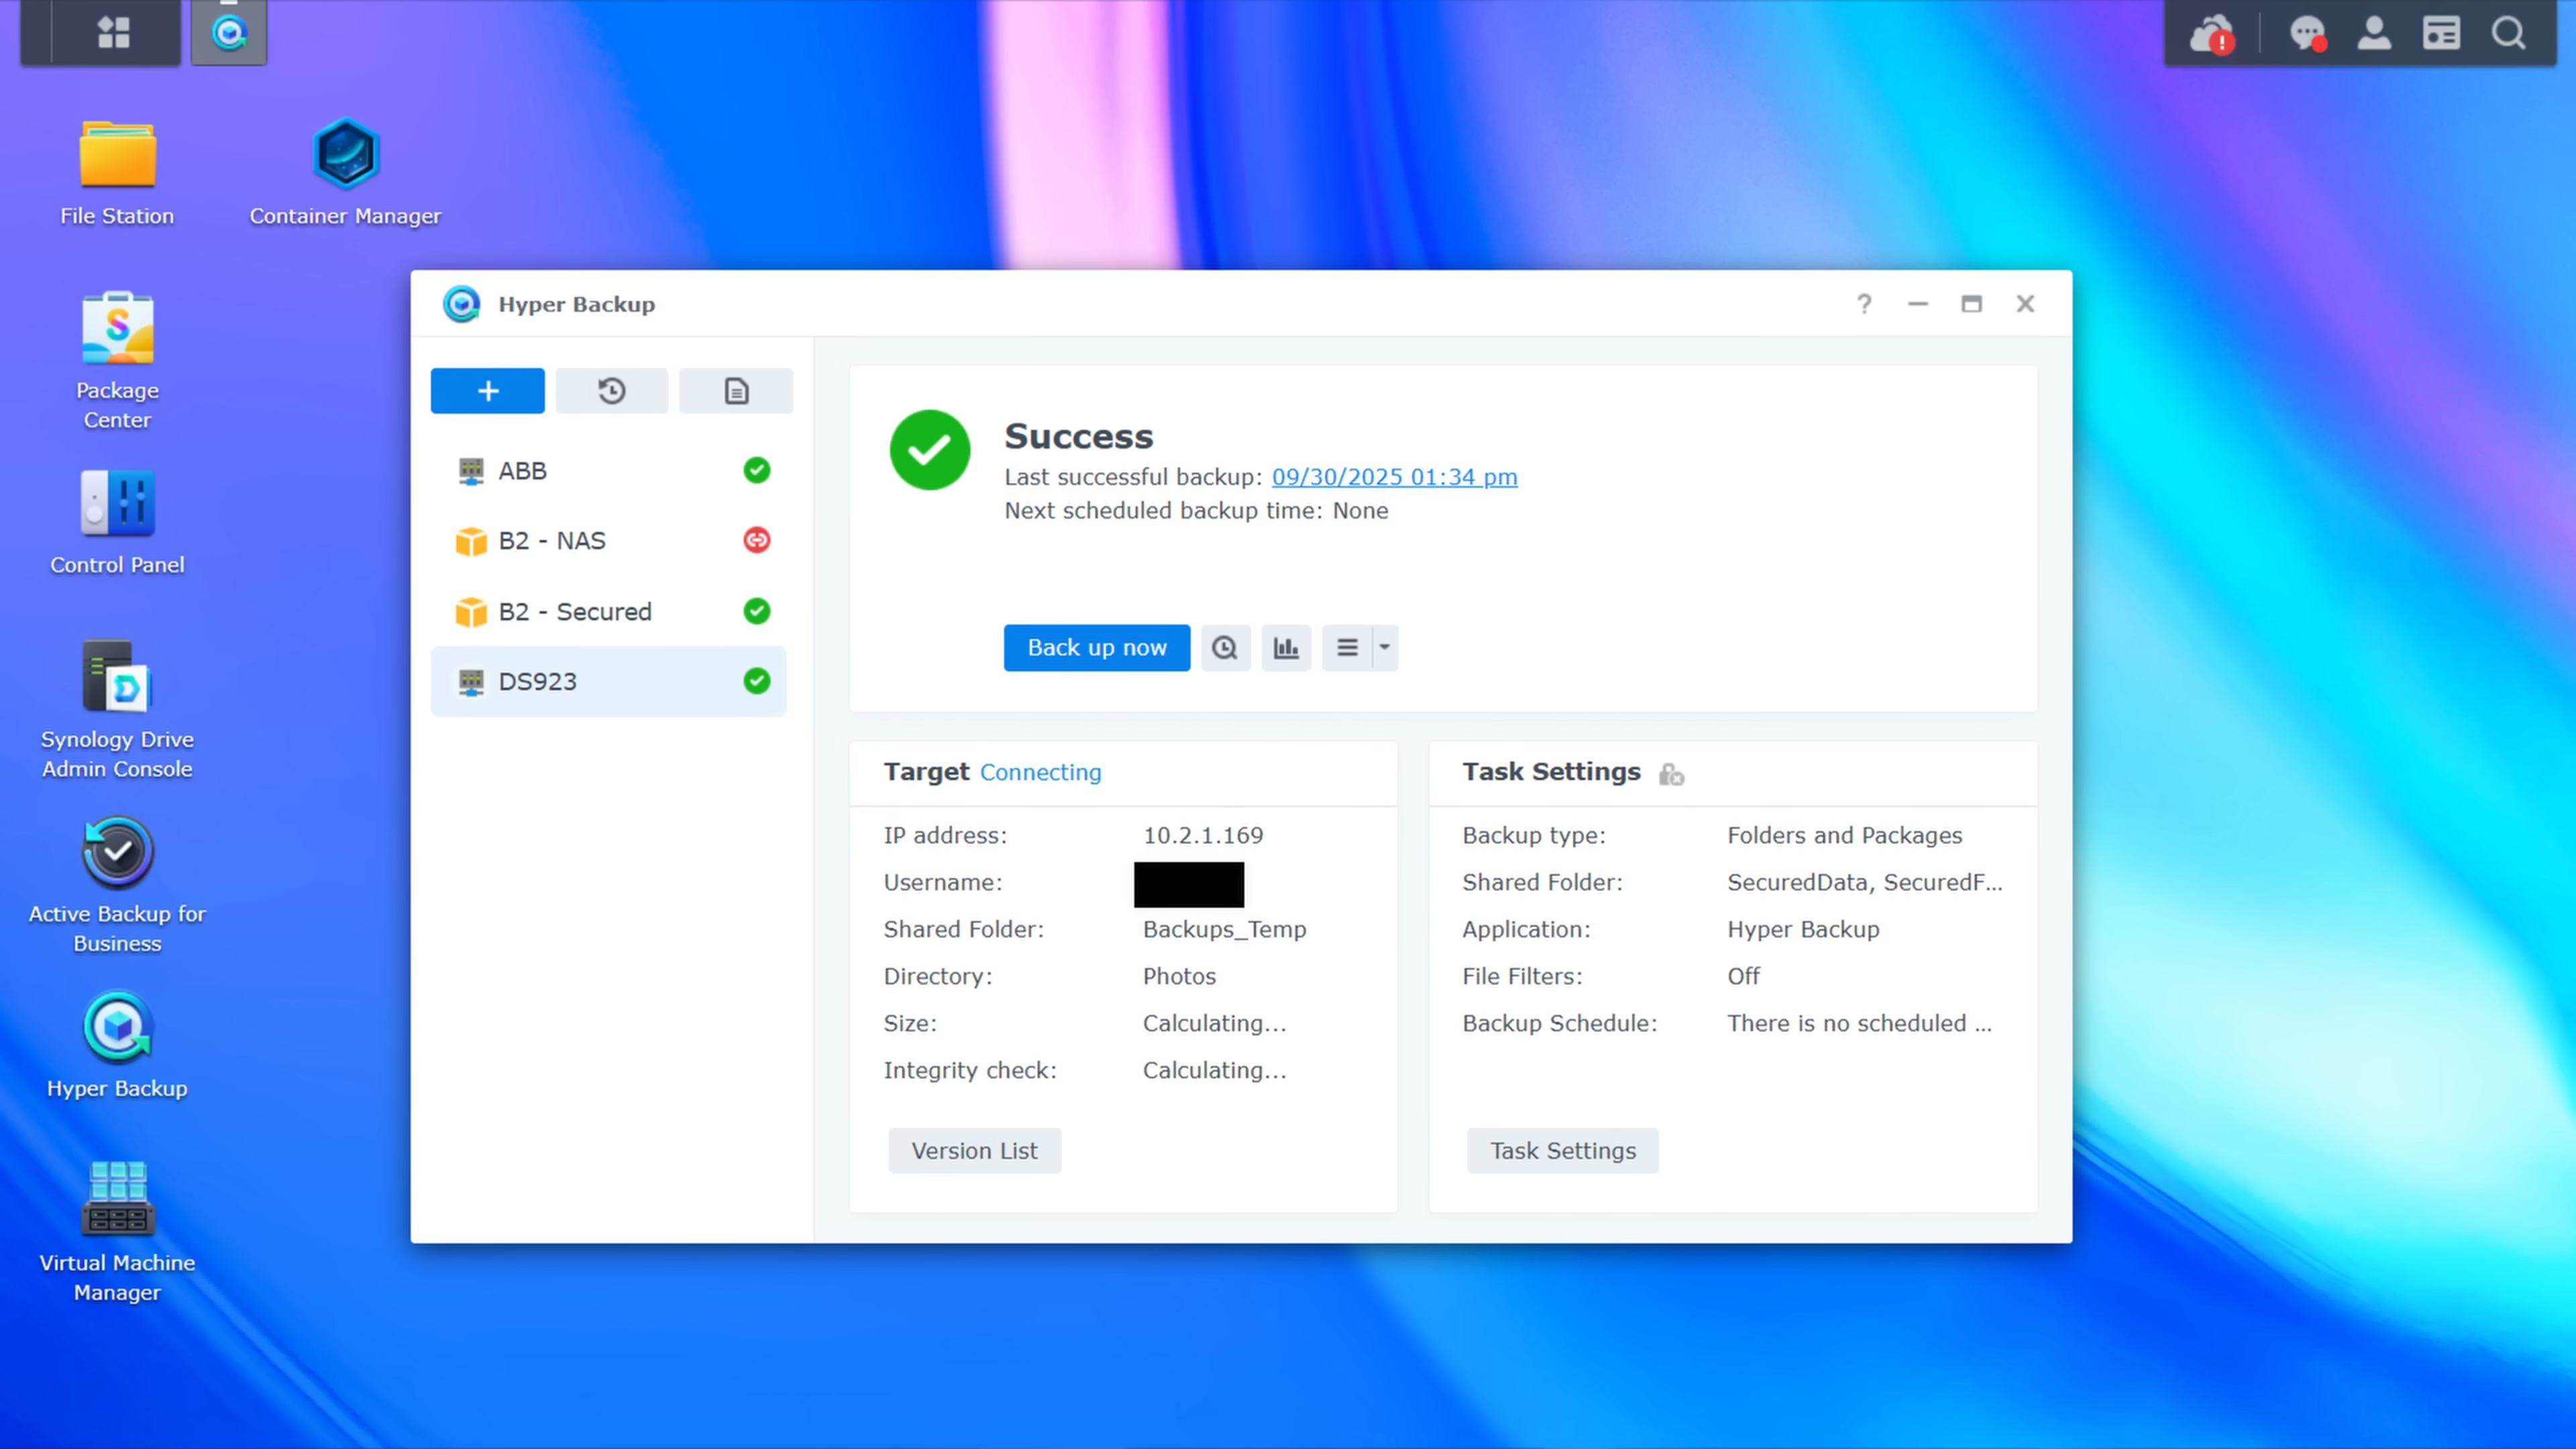 File Station
Container Manager
Package
Center
Control Panel
Synology Drive
Admin Console
Active Backup for
Business
Hyper Backup
Virtual Machine
Manager
Hyper Backup
ABB
B2 - NAS
B2 - Secured
DS923
Success
Last successful backup: 09/30/2025 01:34 pm
Next scheduled backup time: None
Back up now
Target Connecting
IP address: 10.2.1.169
Username:
Shared Folder: Backups_Temp
Directory: Photos
Size: Calculating...
Integrity check: Calculating...
Version List
Task Settings
Backup type: Folders and Packages
Shared Folder: SecuredData, SecuredF...
Application: Hyper Backup
File Filters: Off
Backup Schedule: There is no scheduled ...
Task Settings